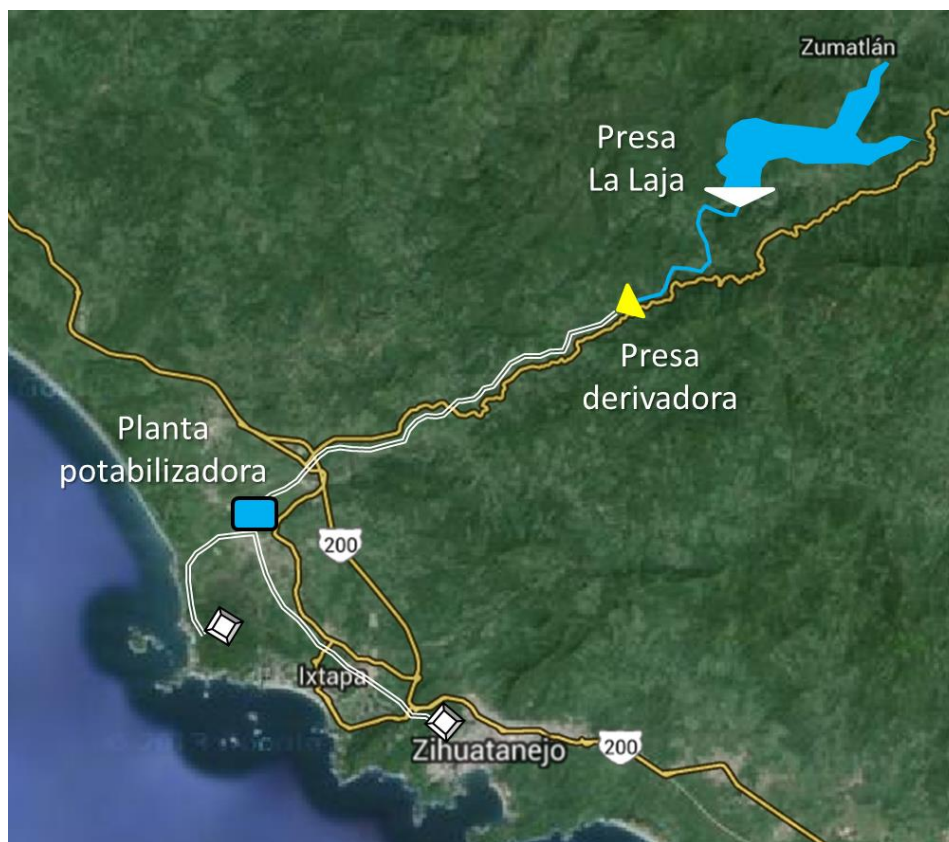 Zumatlán
Presa
La Laja
Presa
derivadora
Planta
potabilizadora
200
Ixtapa
Zihuatanejo
200